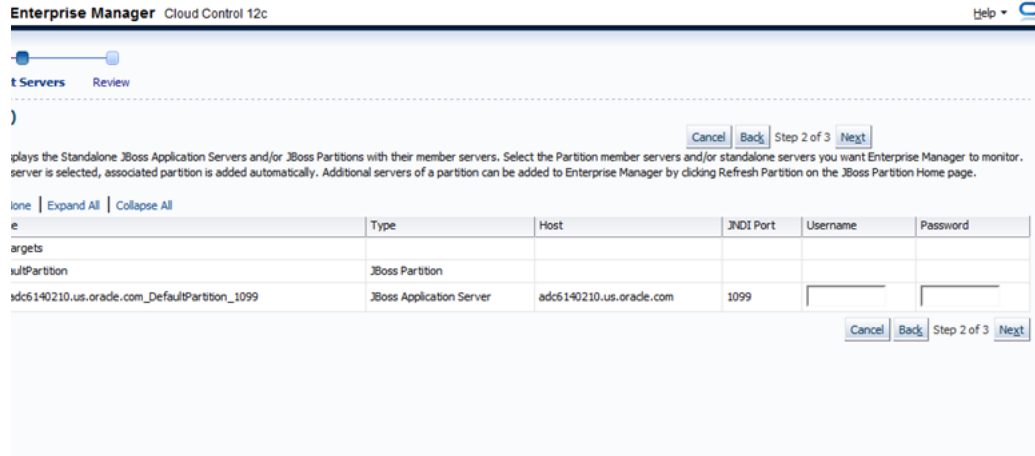 Enterprise Manager Cloud Control 12c Help
t Servers Review
)
Cancel Back Step 2 of 3 Next
plays the Standalone JBoss Application Servers and/or JBoss Partitions with their member servers. Select the Partition member servers and/or standalone servers you want Enterprise Manager to monitor.
server is selected, associated partition is added automatically. Additional servers of a partition can be added to Enterprise Manager by clicking Refresh Partition on the JBoss Partition Home page.
one | Expand All | Collapse All
e Type Host JNDI Port Username Password
argets
aultPartition JBoss Partition
adc6140210.us.oracle.com_DefaultPartition_1099 JBoss Application Server adc6140210.us.oracle.com 1099
Cancel Back Step 2 of 3 Next